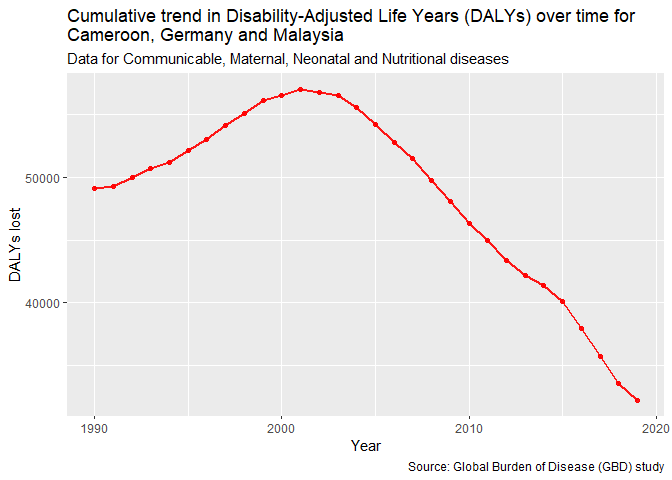 Cumulative trend in Disability-Adjusted Life Years (DALYs) over time for
Cameroon, Germany and Malaysia
Data for Communicable, Maternal, Neonatal and Nutritional diseases
50000
40000
DALYs lost
1990
2000
2010
2020
Year
Source: Global Burden of Disease (GBD) study